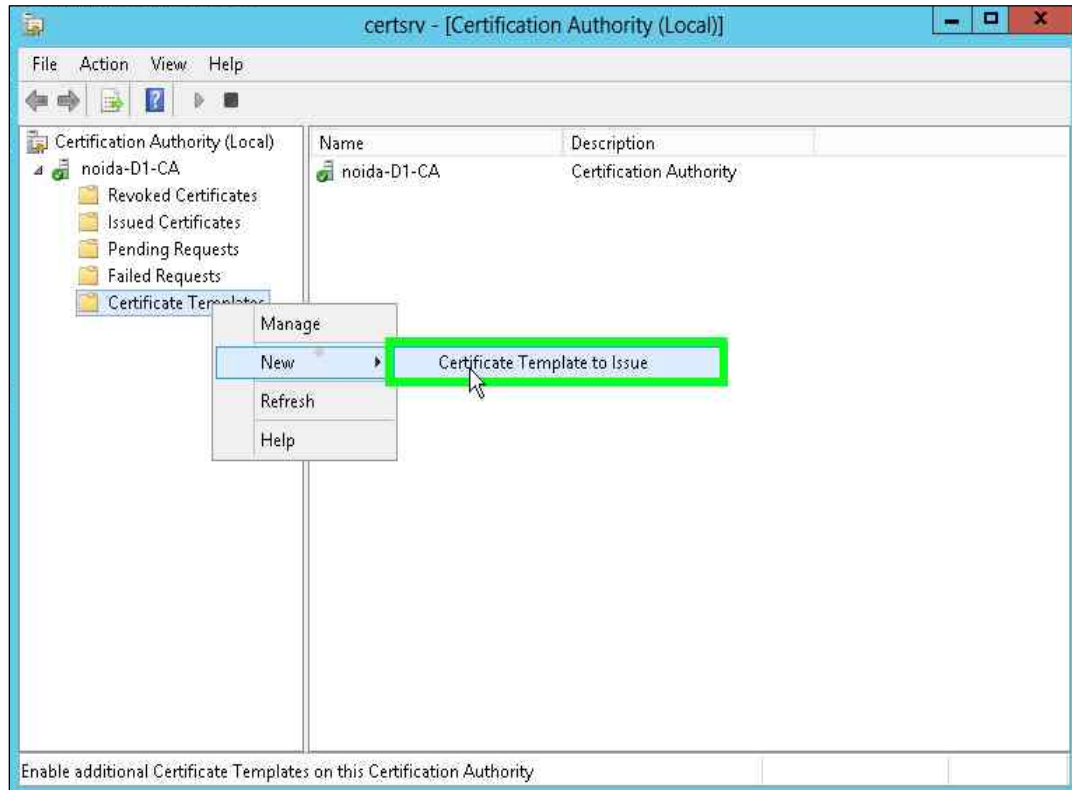 certsrv - [Certification Authority (Local)]
File Action View Help
Certification Authority (Local)
noida-D1-CA
Revoked Certificates
Issued Certificates
Pending Requests
Failed Requests
Certificate Templates
Name Description
noida-D1-CA Certification Authority
Manage
New Certificate Template to Issue
Refresh
Help
Enable additional Certificate Templates on this Certification Authority